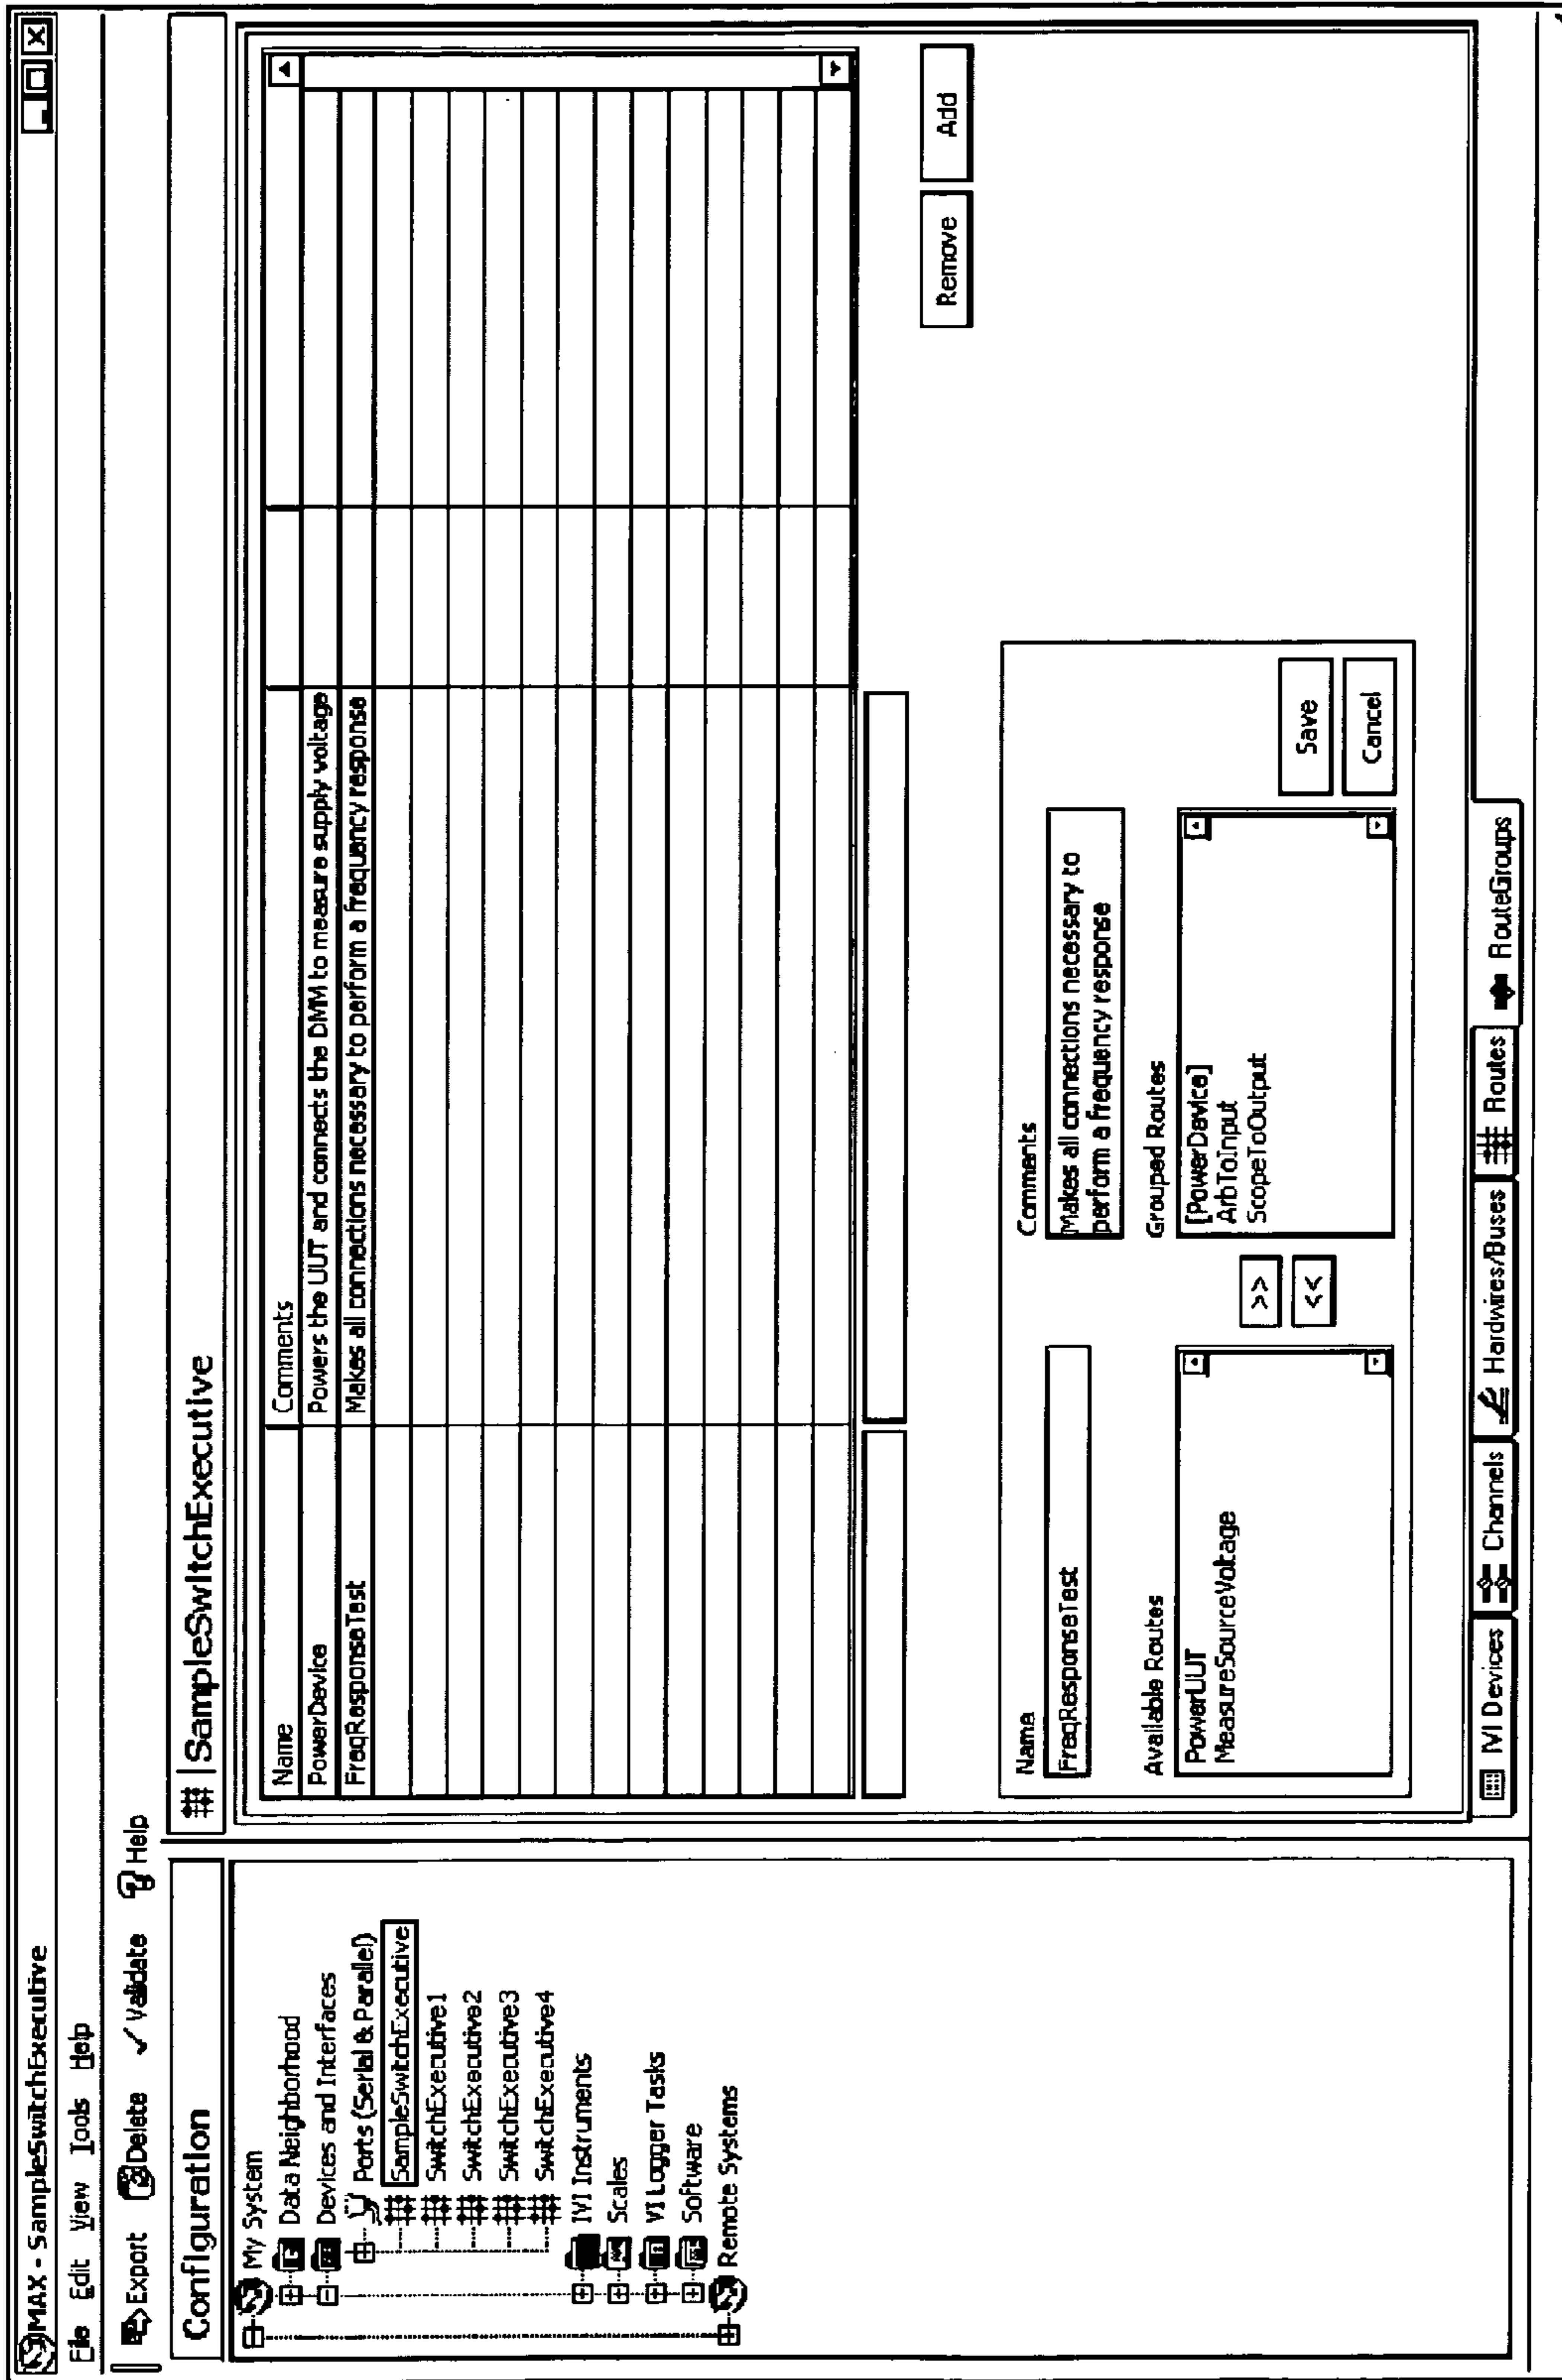 MAX - SampleSwitchExecutive
File Edit View Tools Help
Export Delete Validate Help
Configuration
My System
Data Neighborhood
Devices and Interfaces
Ports (Serial & Parallel)
SampleSwitchExecutive
SwitchExecutive1
SwitchExecutive2
SwitchExecutive3
SwitchExecutive4
IVI Instruments
Scales
VI Logger Tasks
Software
Remote Systems
SampleSwitchExecutive
Name Comments
PowerDevice Powers the UUT and connects the DMM to measure supply voltage
FreqResponseTest Makes all connections necessary to perform a frequency response
Remove Add
Name Comments
FreqResponseTest Makes all connections necessary to
perform a frequency response
Available Routes Grouped Routes
PowerUUT [PowerDevice]
MeasureSourceVoltage ArbToInput
ScopeToOutput
>>
<<
Save
Cancel
IVI Devices Channels Hardwires/Buses Routes RouteGroups